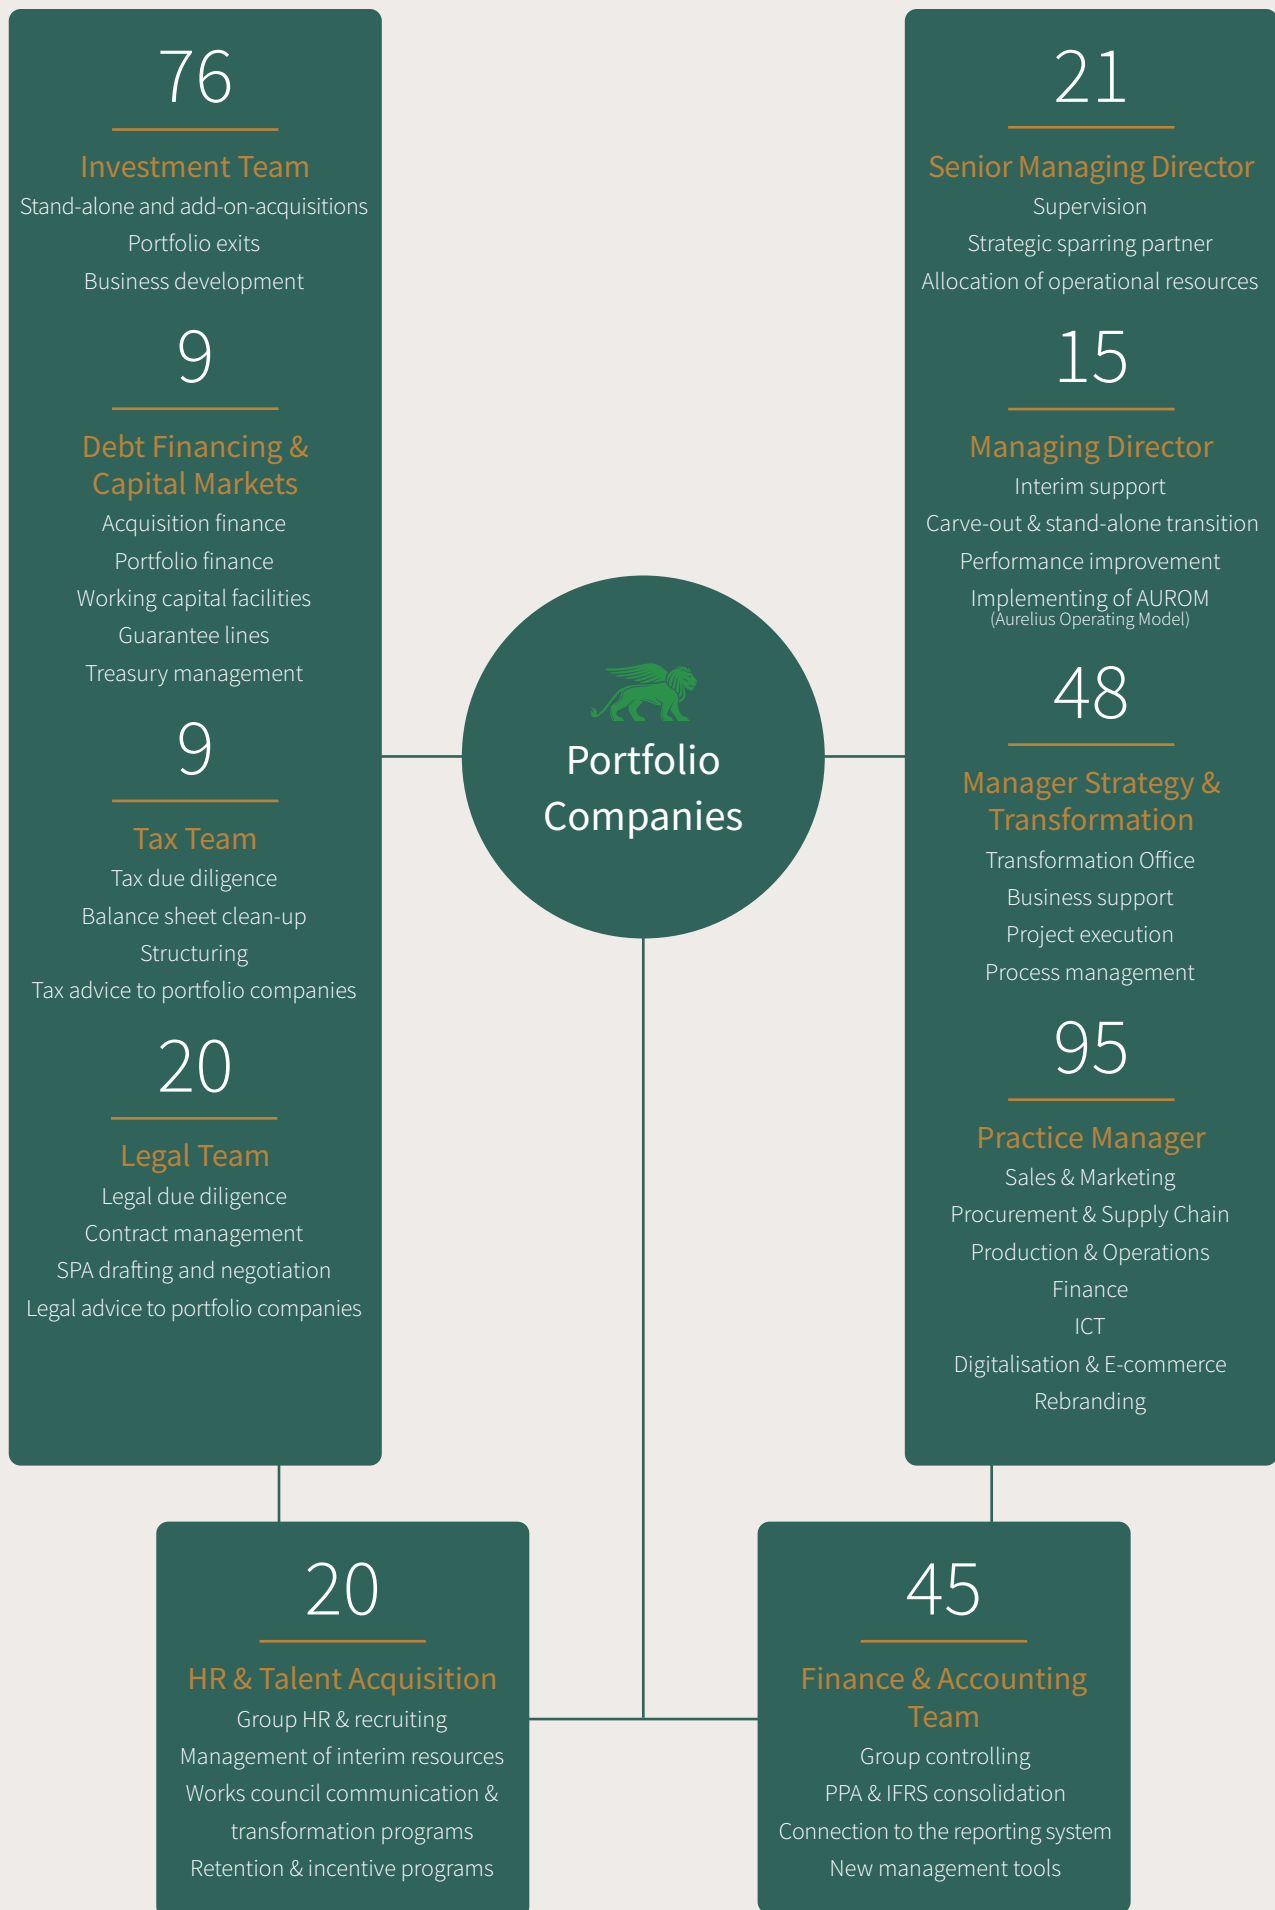 76
Investment Team
Stand-alone and add-on-acquisitions
Portfolio exits
Business development
9
Debt Financing &
Capital Markets
Acquisition finance
Portfolio finance
Working capital facilities
Guarantee lines
Treasury management
9
Tax Team
Tax due diligence
Balance sheet clean-up
Structuring
Tax advice to portfolio companies
20
Legal Team
Legal due diligence
Contract management
SPA drafting and negotiation
Legal advice to portfolio companies
Portfolio
Companies
21
Senior Managing Director
Supervision
Strategic sparring partner
Allocation of operational resources
15
Managing Director
Interim support
Carve-out & stand-alone transition
Performance improvement
Implementing of AUROM
(Aurelius Operating Model)
48
Manager Strategy &
Transformation
Transformation Office
Business support
Project execution
Process management
95
Practice Manager
Sales & Marketing
Procurement & Supply Chain
Production & Operations
Finance
ICT
Digitalisation & E-commerce
Rebranding
20
HR & Talent Acquisition
Group HR & recruiting
Management of interim resources
Works council communication &
transformation programs
Retention & incentive programs
45
Finance & Accounting
Team
Group controlling
PPA & IFRS consolidation
Connection to the reporting system
New management tools